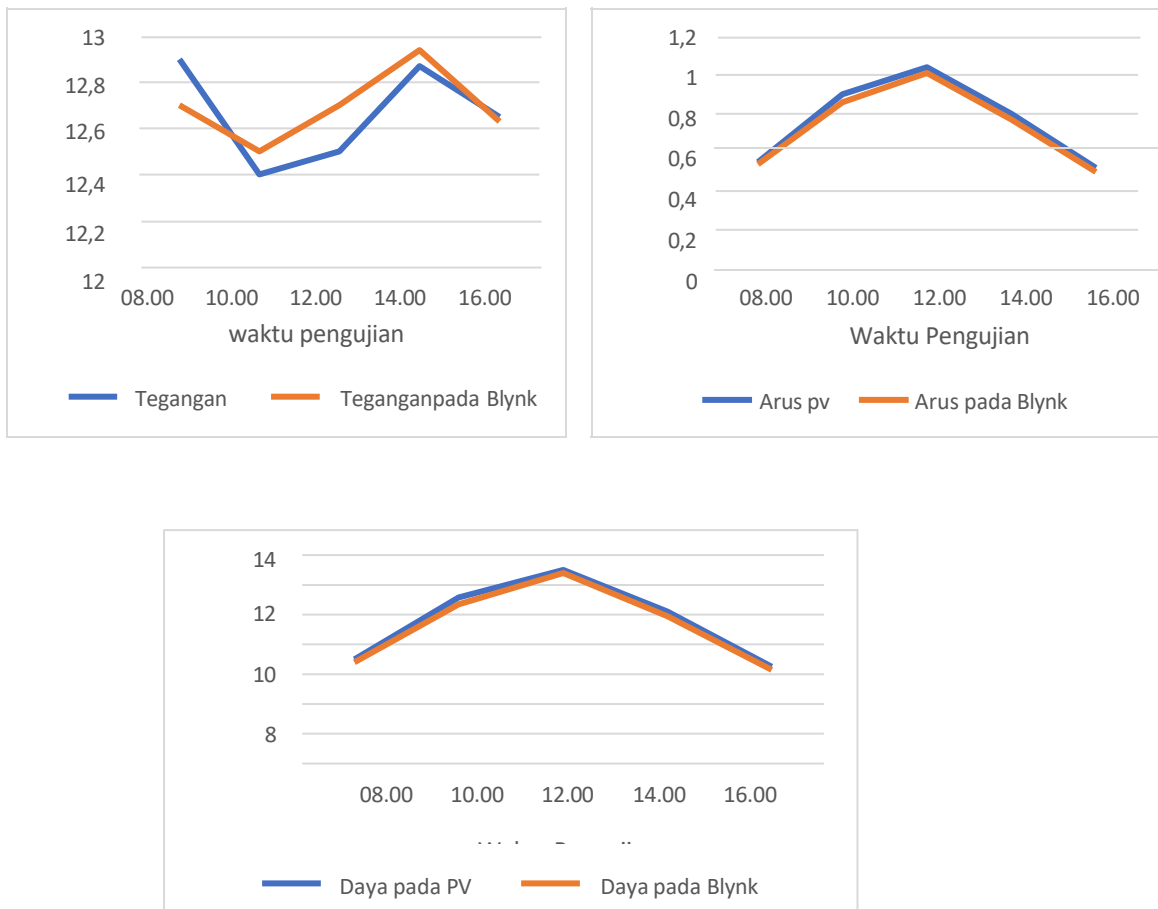 13
12,8
12,6
12,4
12,2
12
08.00 10.00 12.00 14.00 16.00
waktu pengujian
Tegangan Teganganpada Blynk
1,2
1
0,8
0,6
0,4
0,2
0
08.00 10.00 12.00 14.00 16.00
Waktu Pengujian
Arus pv Arus pada Blynk
14
12
10
8
08.00 10.00 12.00 14.00 16.00
Daya pada PV Daya pada Blynk